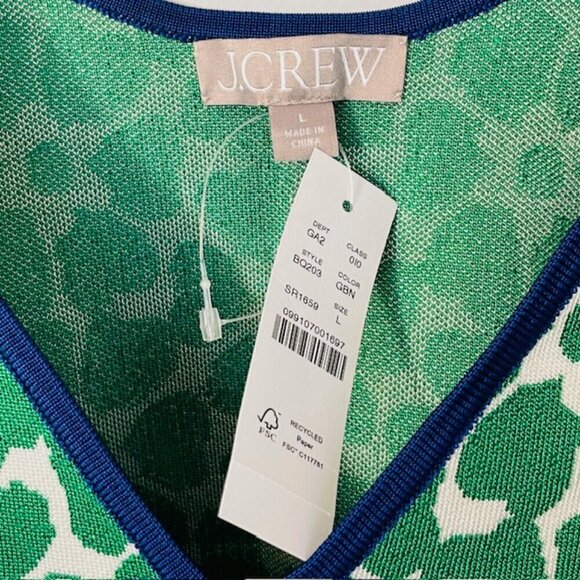 J.CREW
L
MADE IN
CHINA
DEPT CLASS
GA2 010
STYLE COLOR
BQ203 GBN
SIZE
SR1659 L
099107001697
FSC
RECYCLED
Paper
FSC® C117781